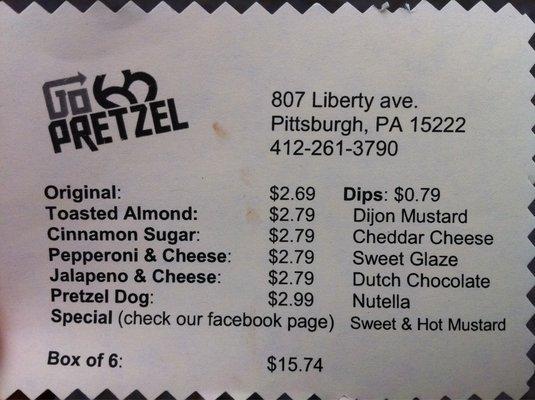 GO
PRETZEL
807 Liberty ave.
Pittsburgh, PA 15222
412-261-3790
Original: $2.69
Toasted Almond: $2.79
Cinnamon Sugar: $2.79
Pepperoni & Cheese: $2.79
Jalapeno & Cheese: $2.79
Pretzel Dog: $2.99
Special (check our facebook page)
Box of 6: $15.74
Dips: $0.79
Dijon Mustard
Cheddar Cheese
Sweet Glaze
Dutch Chocolate
Nutella
Sweet & Hot Mustard